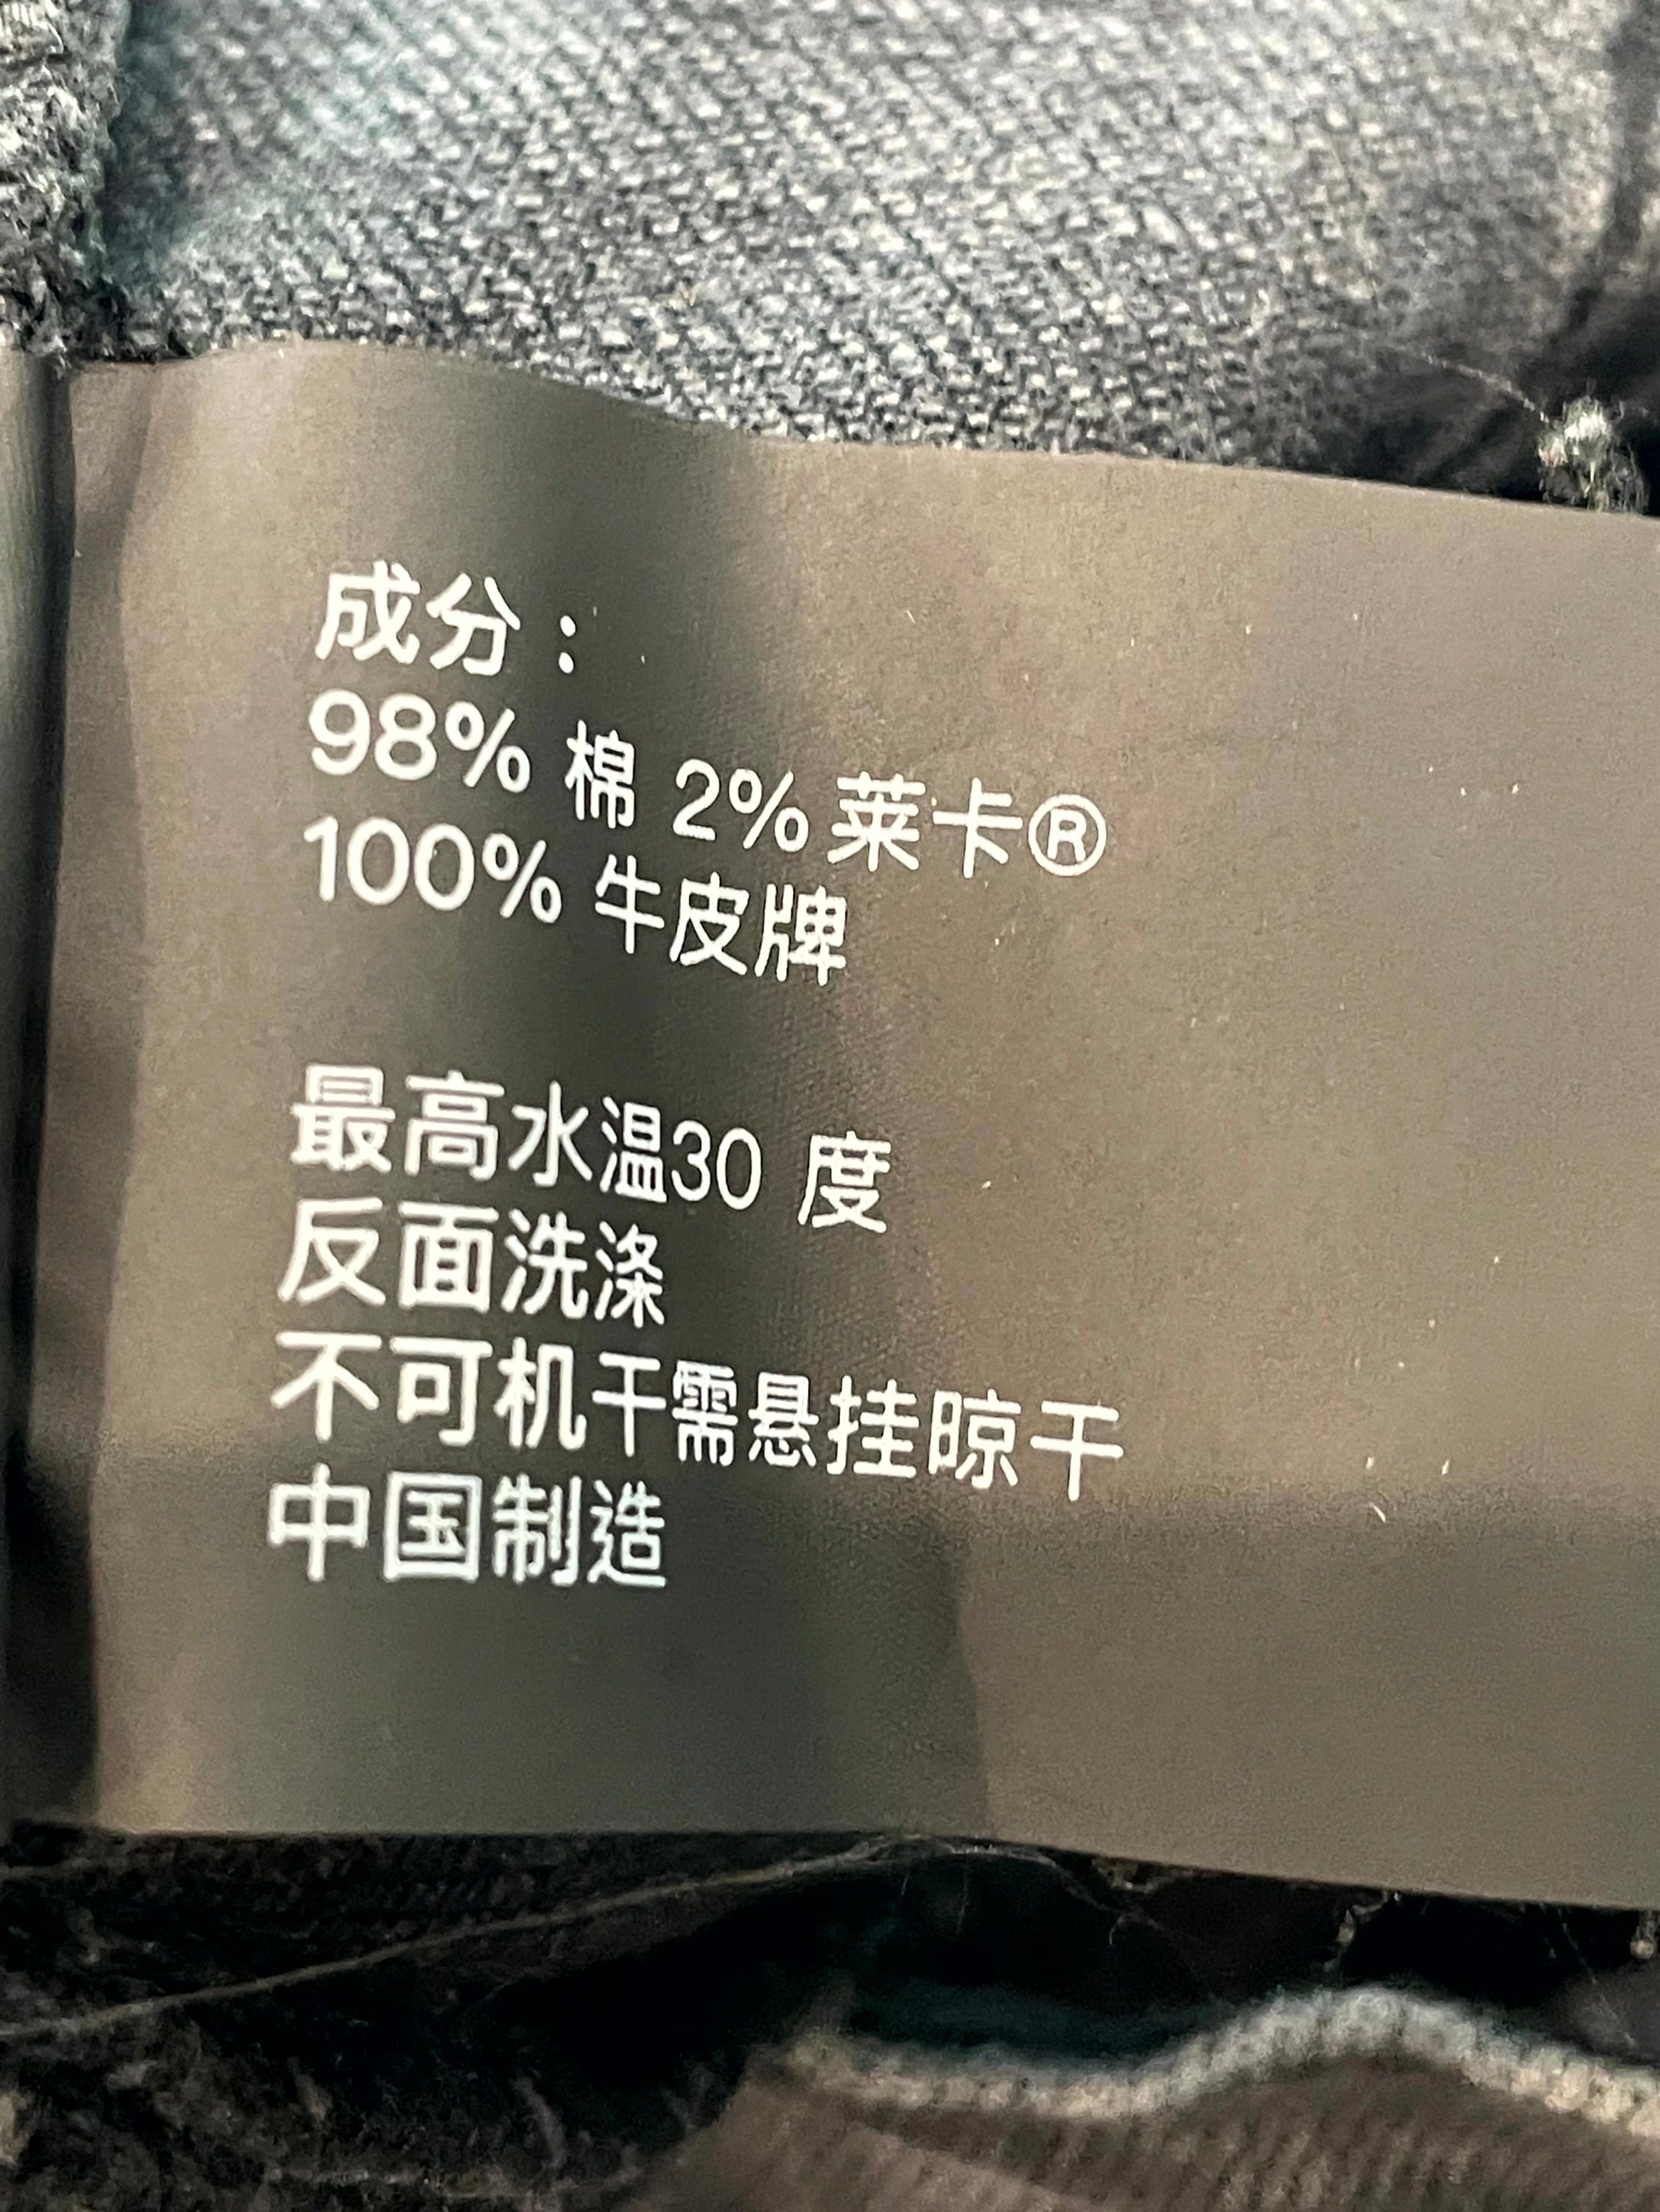 成分：
98% 棉 2% 莱卡®
100% 牛皮牌
最高水温30 度
反面洗涤
不可机干需悬挂晾干
中国制造